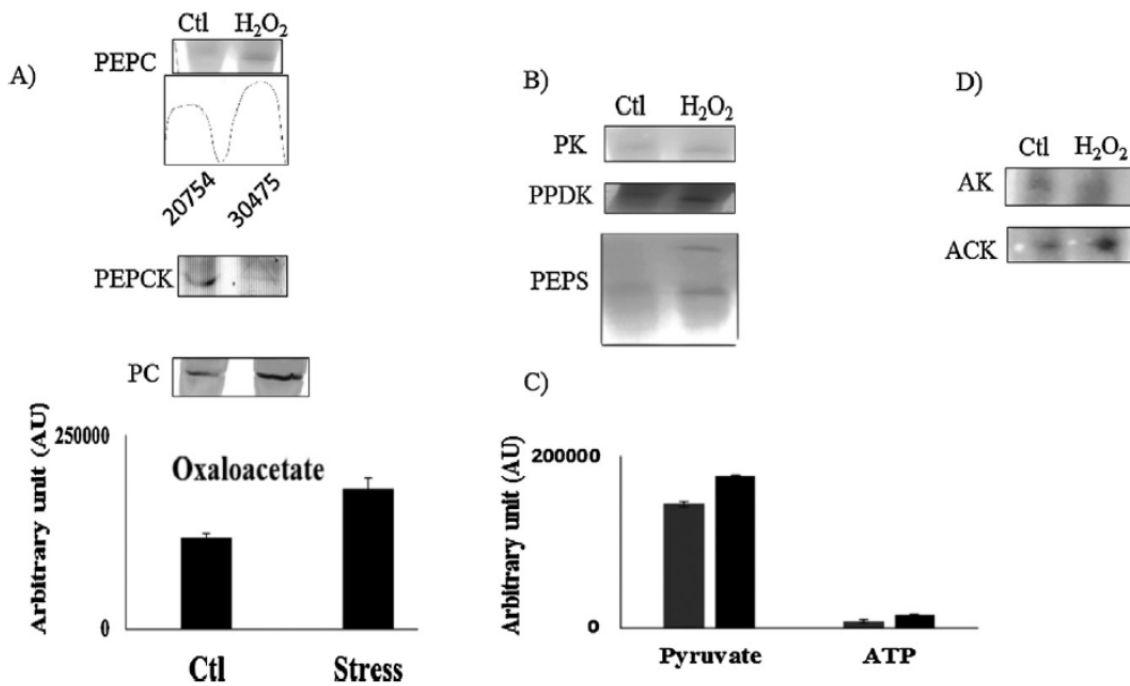 A)
Ctl H₂O₂
PEPC
20754 30475
PEPCK
PC
250000
Arbitrary unit (AU)
Oxaloacetate
0
Ctl Stress
B)
Ctl H₂O₂
PK
PPDK
PEPS
C)
200000
Arbitrary unit (AU)
0
Pyruvate ATP
D)
Ctl H₂O₂
AK
ACK